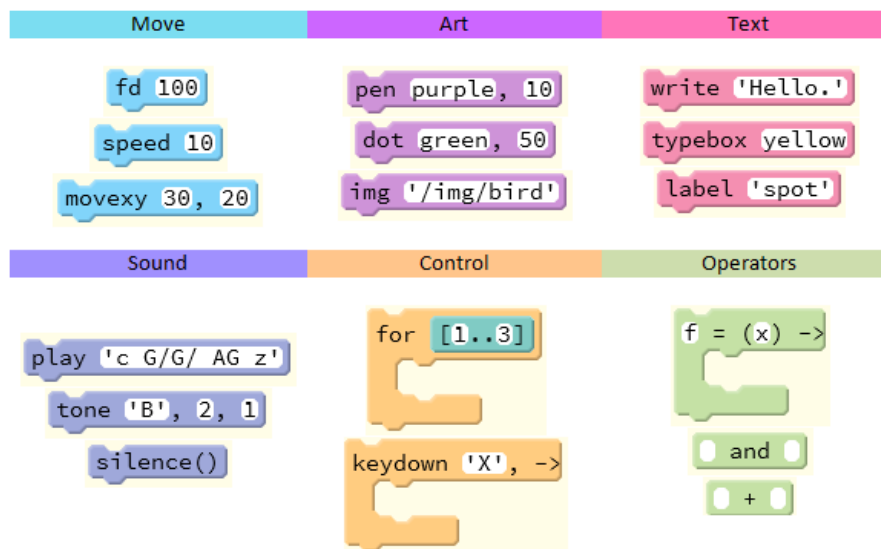 Move
Art
Text
fd 100
speed 10
movexy 30, 20
pen purple, 10
dot green, 50
img '/img/bird'
write 'Hello.'
typebox yellow
label 'spot'
Sound
Control
Operators
play 'c G/G/ AG z'
tone 'B', 2, 1
silence()
for [1..3]
keydown 'X', ->
f = (x) ->
and
+